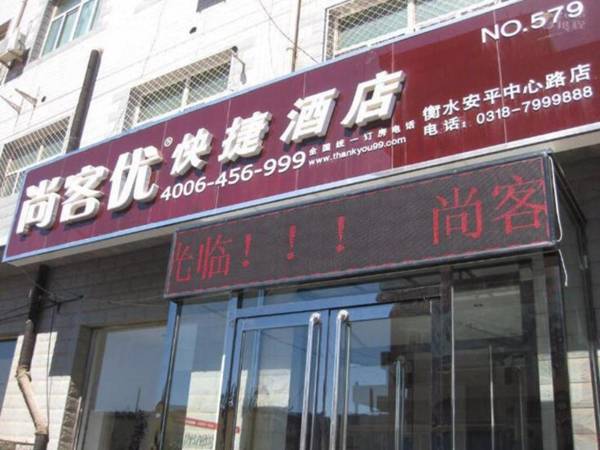 NO.579
尚客优®快捷酒店
4006-456-999
全国统一订房电话
www.thankyou99.com
衡水安平中心路店
电话：0318-7999888
光临！！！ 尚客